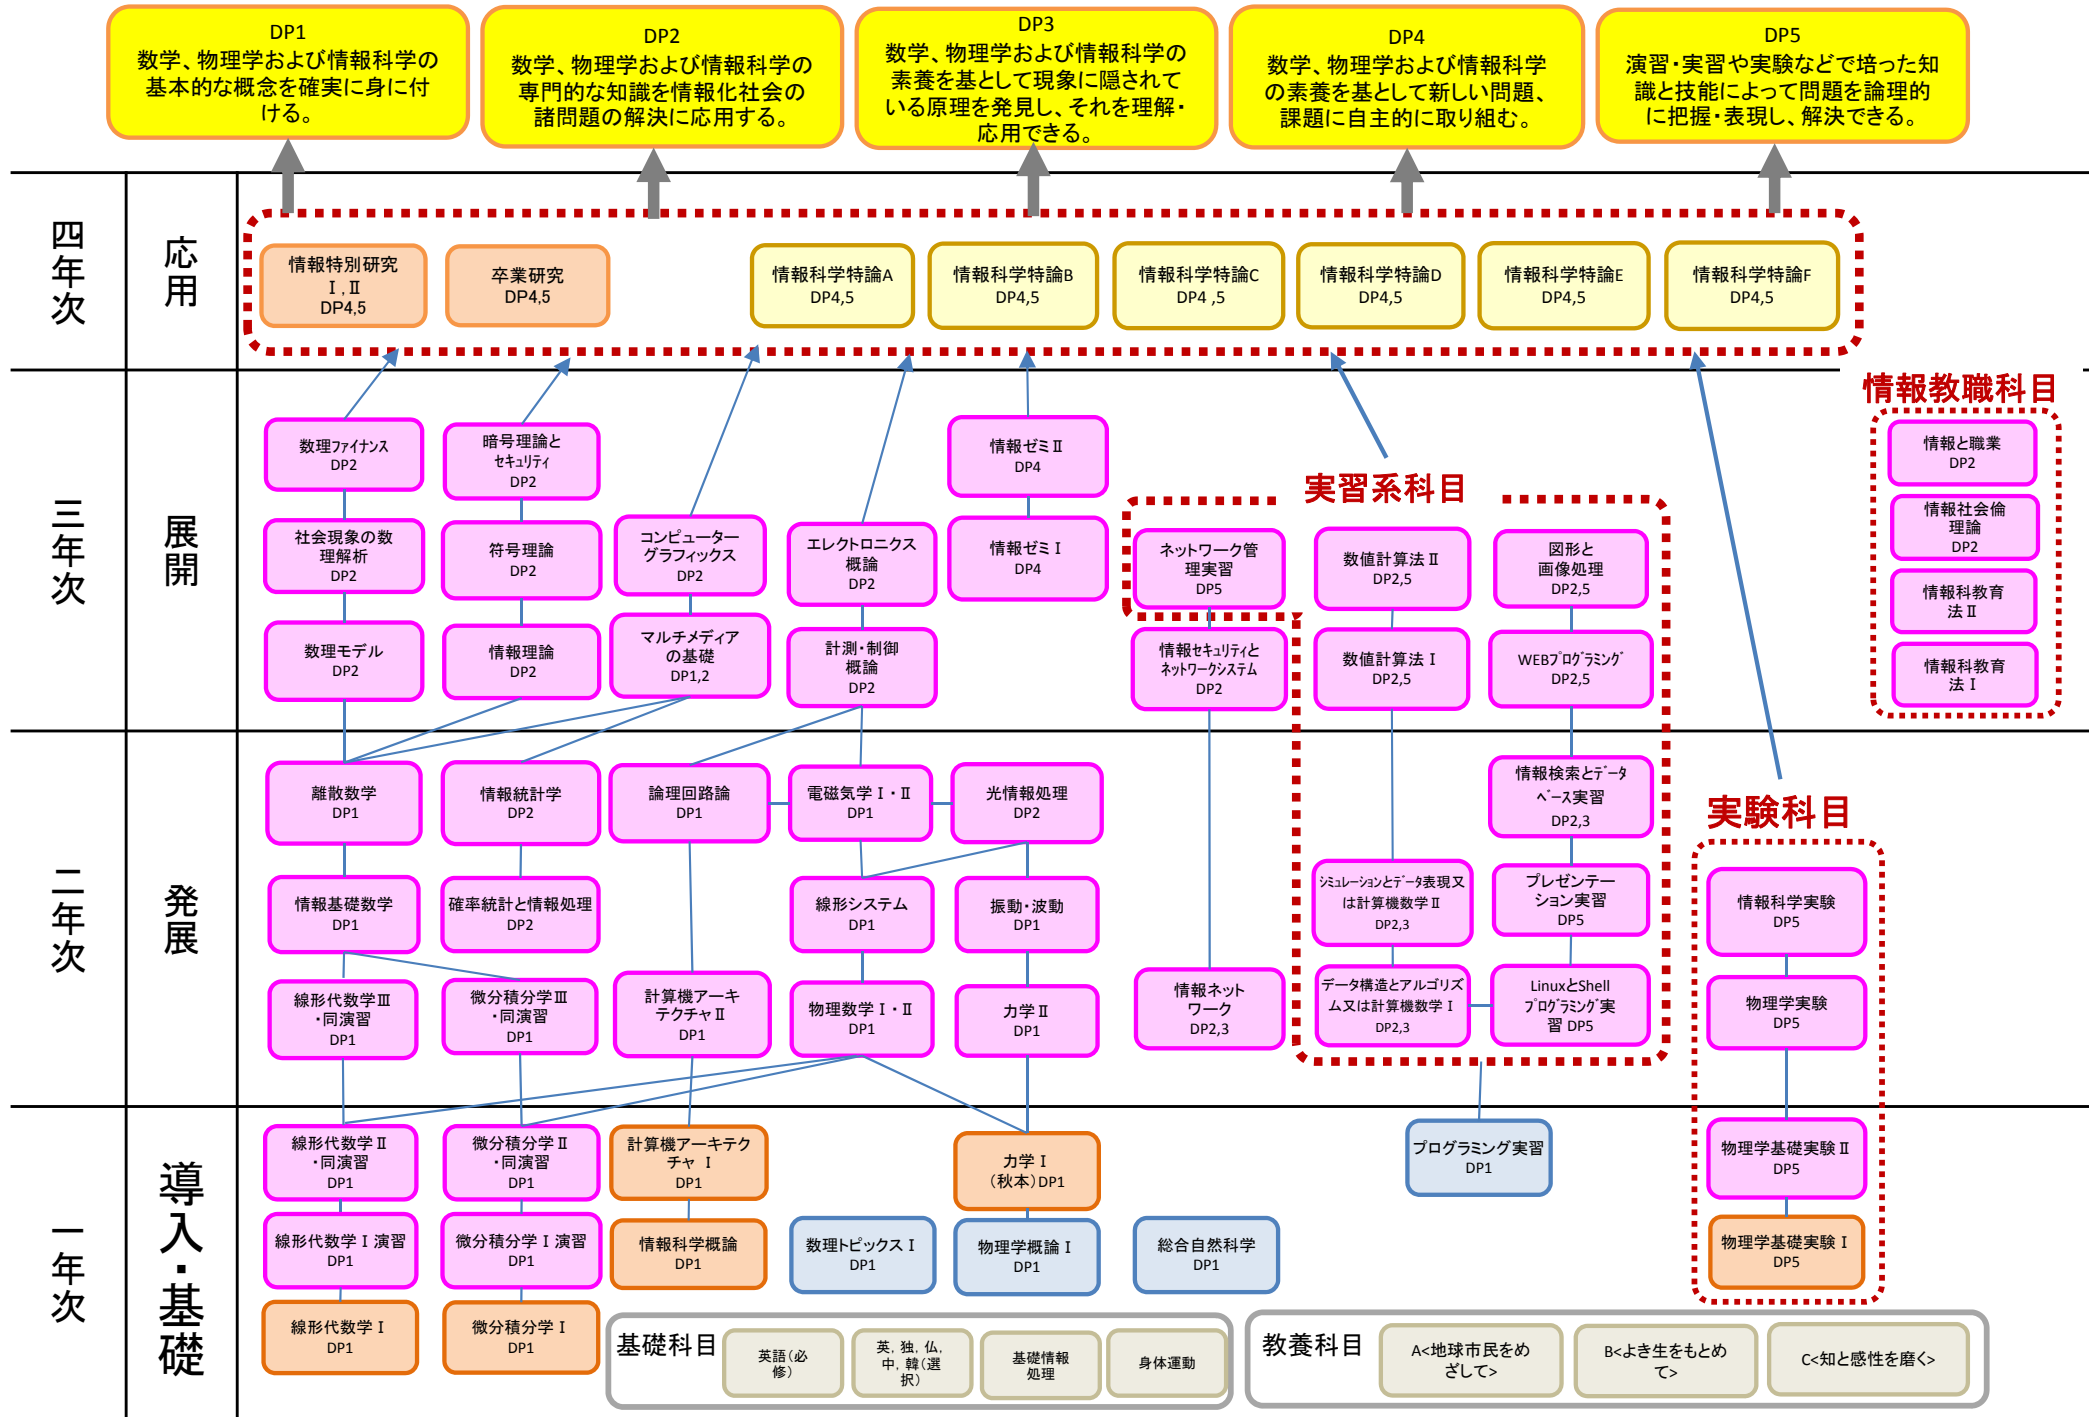 DP1
数学、物理学および情報科学の
基本的な概念を確実に身に付
ける。
DP2
数学、物理学および情報科学の
専門的な知識を情報化社会の
諸問題の解決に応用する。
DP3
数学、物理学および情報科学の
素養を基として現象に隠されて
いる原理を発見し、それを理解・
応用できる。
DP4
数学、物理学および情報科学
の素養を基として新しい問題、
課題に自主的に取り組む。
DP5
演習・実習や実験などで培った知
識と技能によって問題を論理的
に把握・表現し、解決できる。
四年次
応用
情報特別研究
Ⅰ,Ⅱ
DP4,5
卒業研究
DP4,5
情報科学特論A
DP4,5
情報科学特論B
DP4,5
情報科学特論C
DP4 ,5
情報科学特論D
DP4,5
情報科学特論E
DP4,5
情報科学特論F
DP4,5
三年次
展開
数理ファイナンス
DP2
暗号理論と
セキュリティ
DP2
情報ゼミⅡ
DP4
実習系科目
情報教職科目
情報と職業
DP2
情報社会倫
理論
DP2
情報科教育
法Ⅱ
情報科教育
法Ⅰ
社会現象の数
理解析
DP2
符号理論
DP2
コンピューター
グラフィックス
DP2
エレクトロニクス
概論
DP2
情報ゼミⅠ
DP4
ネットワーク管
理実習
DP5
数値計算法Ⅱ
DP2,5
図形と
画像処理
DP2,5
数理モデル
DP2
情報理論
DP2
マルチメディア
の基礎
DP1,2
計測・制御
概論
DP2
情報セキュリティと
ネットワークシステム
DP2
数値計算法Ⅰ
DP2,5
WEBプログラミング
DP2,5
二年次
発展
離散数学
DP1
情報統計学
DP2
論理回路論
DP1
電磁気学Ⅰ・Ⅱ
DP1
光情報処理
DP2
情報検索とデータ
ベース実習
DP2,3
実験科目
情報基礎数学
DP1
確率統計と情報処理
DP2
線形システム
DP1
振動・波動
DP1
シミュレーションとデータ表現又
は計算機数学Ⅱ
DP2,3
プレゼンテー
ション実習
DP5
情報科学実験
DP5
線形代数学Ⅲ
・同演習
DP1
微分積分学Ⅲ
・同演習
DP1
計算機アーキ
テクチャⅡ
DP1
物理数学Ⅰ・Ⅱ
DP1
力学Ⅱ
DP1
情報ネット
ワーク
DP2,3
データ構造とアルゴリズ
ム又は計算機数学Ⅰ
DP2,3
LinuxとShell
プログラミング実
習 DP5
物理学実験
DP5
一年次
導入・基礎
線形代数学Ⅱ
・同演習
DP1
微分積分学Ⅱ
・同演習
DP1
計算機アーキテク
チャ Ⅰ
DP1
力学Ⅰ
(秋本)DP1
プログラミング実習
DP1
物理学基礎実験Ⅱ
DP5
線形代数学Ⅰ演習
DP1
微分積分学Ⅰ演習
DP1
情報科学概論
DP1
数理トピックスⅠ
DP1
物理学概論Ⅰ
DP1
総合自然科学
DP1
物理学基礎実験Ⅰ
DP5
線形代数学Ⅰ
DP1
微分積分学Ⅰ
DP1
基礎科目
英語(必
修)
英, 独, 仏,
中, 韓(選
択)
基礎情報
処理
身体運動
教養科目
A<地球市民をめ
ざして>
B<よき生をもとめ
て>
C<知と感性を磨く>